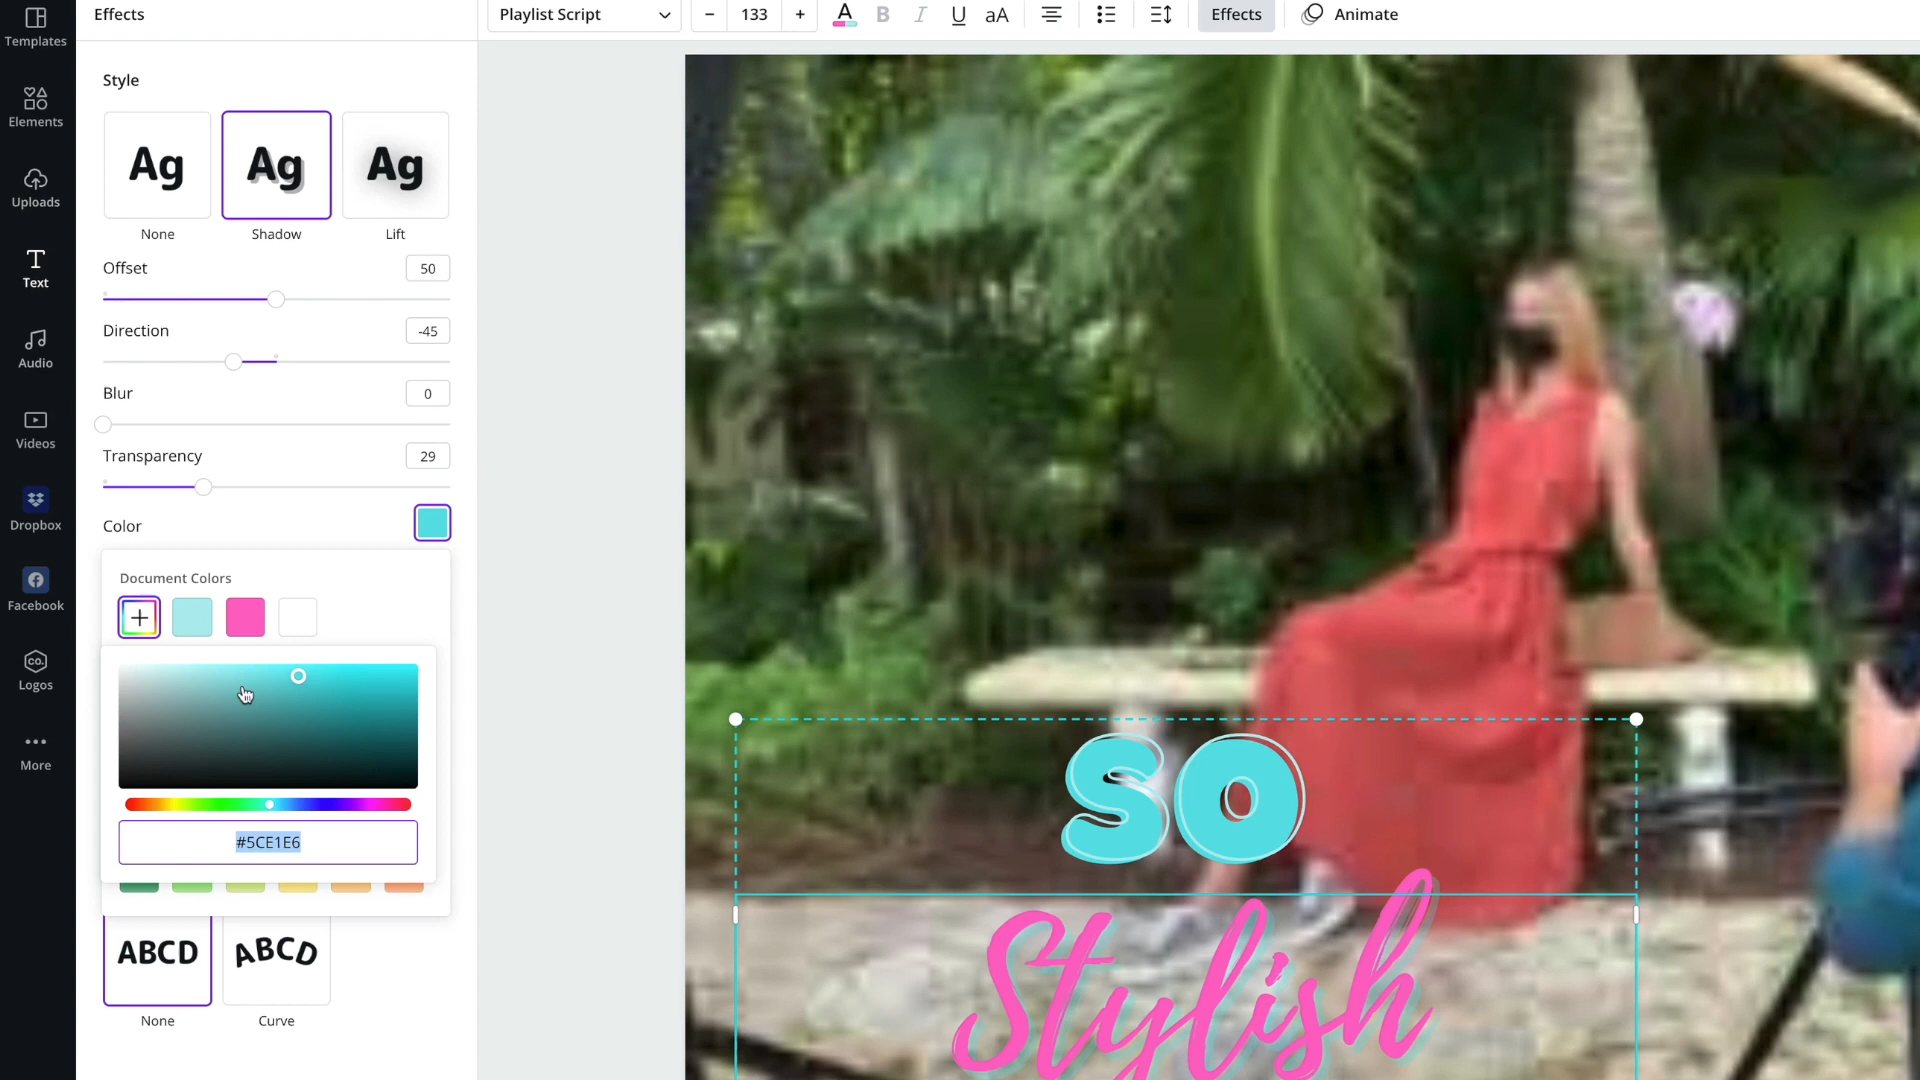 Effects
Playlist Script
–
133
+
A
B
I
U
aA
Effects
Animate
Templates
Elements
Uploads
Text
Audio
Videos
Dropbox
Facebook
CO.
Logos
More
Style
Ag
Ag
Ag
None
Shadow
Lift
Offset
50
Direction
-45
Blur
0
Transparency
29
Color
Document Colors
+
#5CE1E6
ABCD
ABCD
None
Curve
SO
Stylish